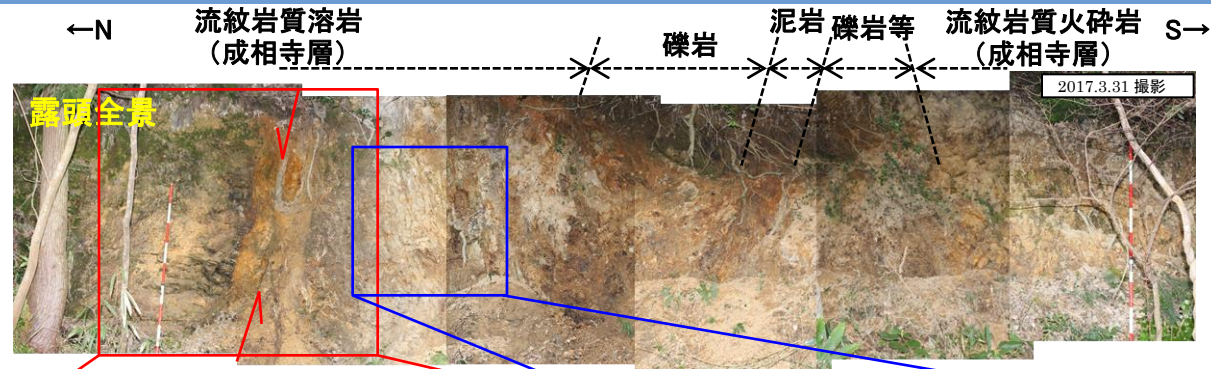 ←N
流紋岩質溶岩
（成相寺層）
礫岩
泥岩
礫岩等
流紋岩質火砕岩
（成相寺層）
S→
2017.3.31 撮影
露頭全景